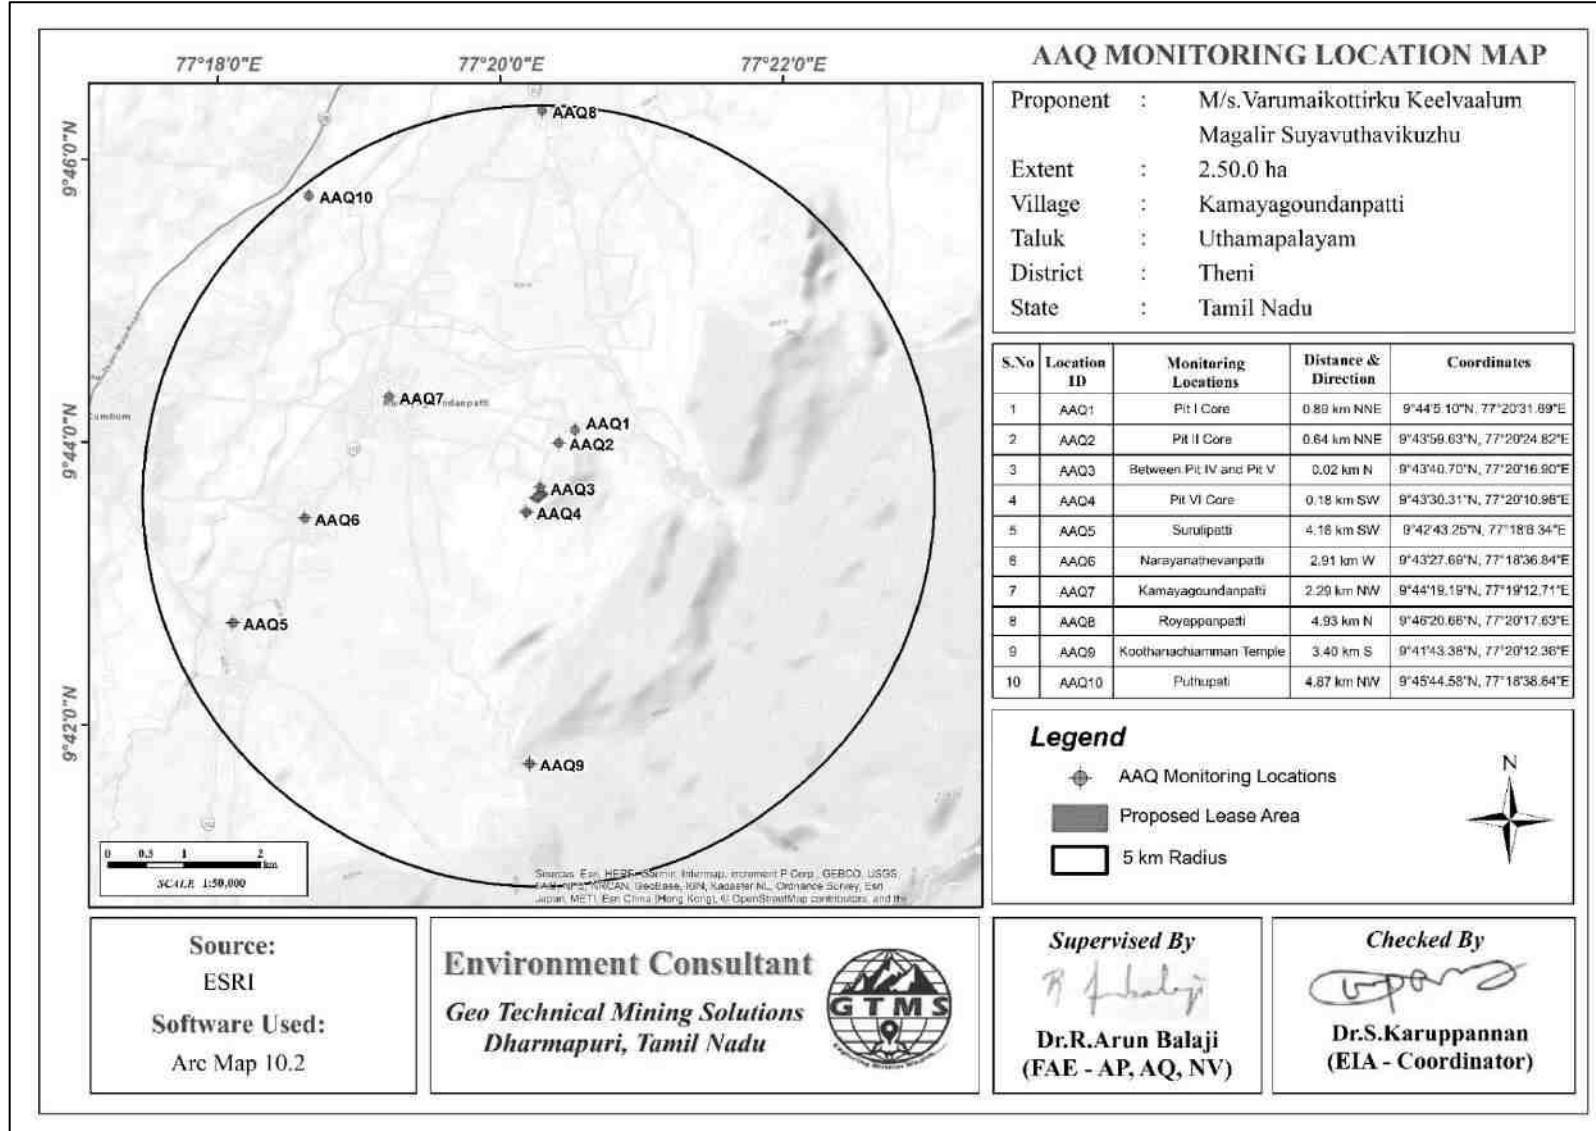 77°18'0"E
77°20'0"E
77°22'0"E
9°46'0"N
9°44'0"N
9°42'0"N
AAQ8
AAQ10
AAQ7
AAQ1
AAQ2
AAQ3
AAQ4
AAQ6
AAQ5
AAQ9
0 0.5 1 2
km
SCALE 1:50,000
AAQ MONITORING LOCATION MAP
Proponent : M/s.Varumaikottirku Keelvaalum
Magalir Suyavuthavikuzhu
Extent : 2.50.0 ha
Village : Kamayagoundanpatti
Taluk : Uthamapalayam
District : Theni
State : Tamil Nadu
S.No Location ID Monitoring Locations Distance & Direction Coordinates
1 AAQ1 Pit I Core 0.89 km NNE 9°44'5.10"N, 77°20'31.69"E
2 AAQ2 Pit II Core 0.64 km NNE 9°43'59.63"N, 77°20'24.82"E
3 AAQ3 Between Pit IV and Pit V 0.02 km N 9°43'40.70"N, 77°20'16.90"E
4 AAQ4 Pit VI Core 0.18 km SW 9°43'30.31"N, 77°20'10.96"E
5 AAQ5 Surulipatti 4.16 km SW 9°42'43.25"N, 77°18'8.34"E
6 AAQ6 Narayanathevanpatti 2.91 km W 9°43'27.69"N, 77°18'36.84"E
7 AAQ7 Kamayagoundanpatti 2.29 km NW 9°44'19.19"N, 77°19'12.71"E
8 AAQ8 Royappanpatti 4.93 km N 9°46'20.66"N, 77°20'17.63"E
9 AAQ9 Koothanachiamman Temple 3.40 km S 9°41'43.38"N, 77°20'12.36"E
10 AAQ10 Puthupati 4.87 km NW 9°45'44.58"N, 77°18'38.64"E
Legend
AAQ Monitoring Locations
Proposed Lease Area
5 km Radius
N
Source:
ESRI
Software Used:
Arc Map 10.2
Environment Consultant
Geo Technical Mining Solutions
Dharmapuri, Tamil Nadu
GTMS
Supervised By
Dr.R.Arun Balaji
(FAE - AP, AQ, NV)
Checked By
Dr.S.Karuppannan
(EIA - Coordinator)